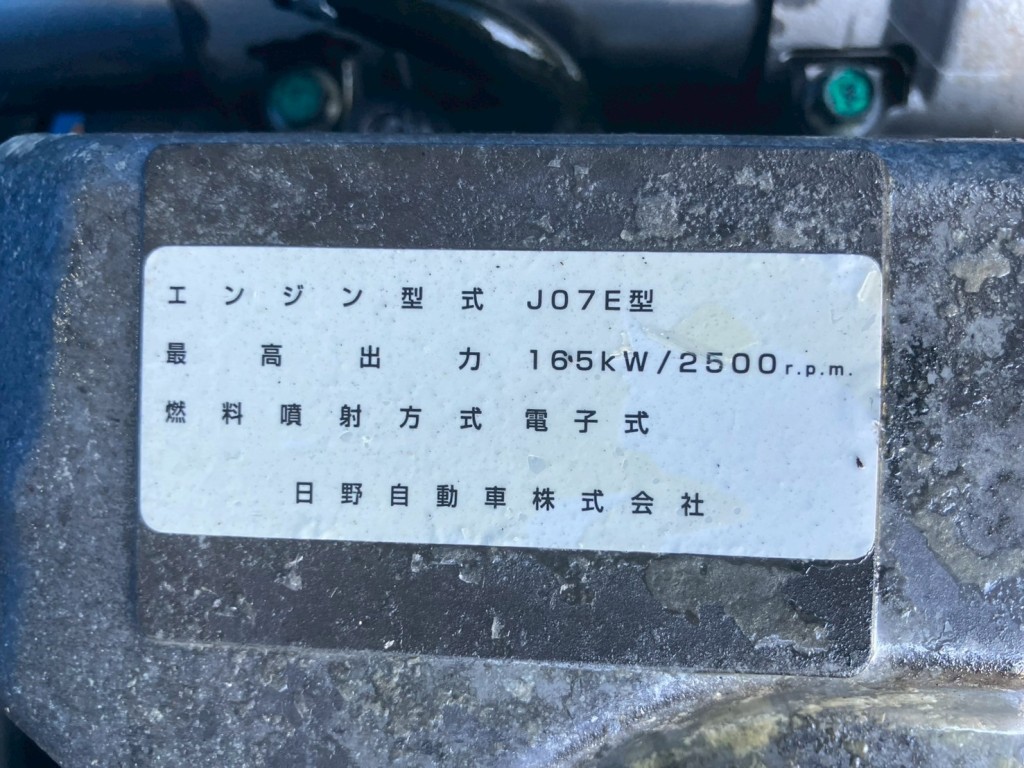 エンジン型式 J07E型
最高出力 165kW/2500r.p.m.
燃料噴射方式 電子式
日野自動車株式会社